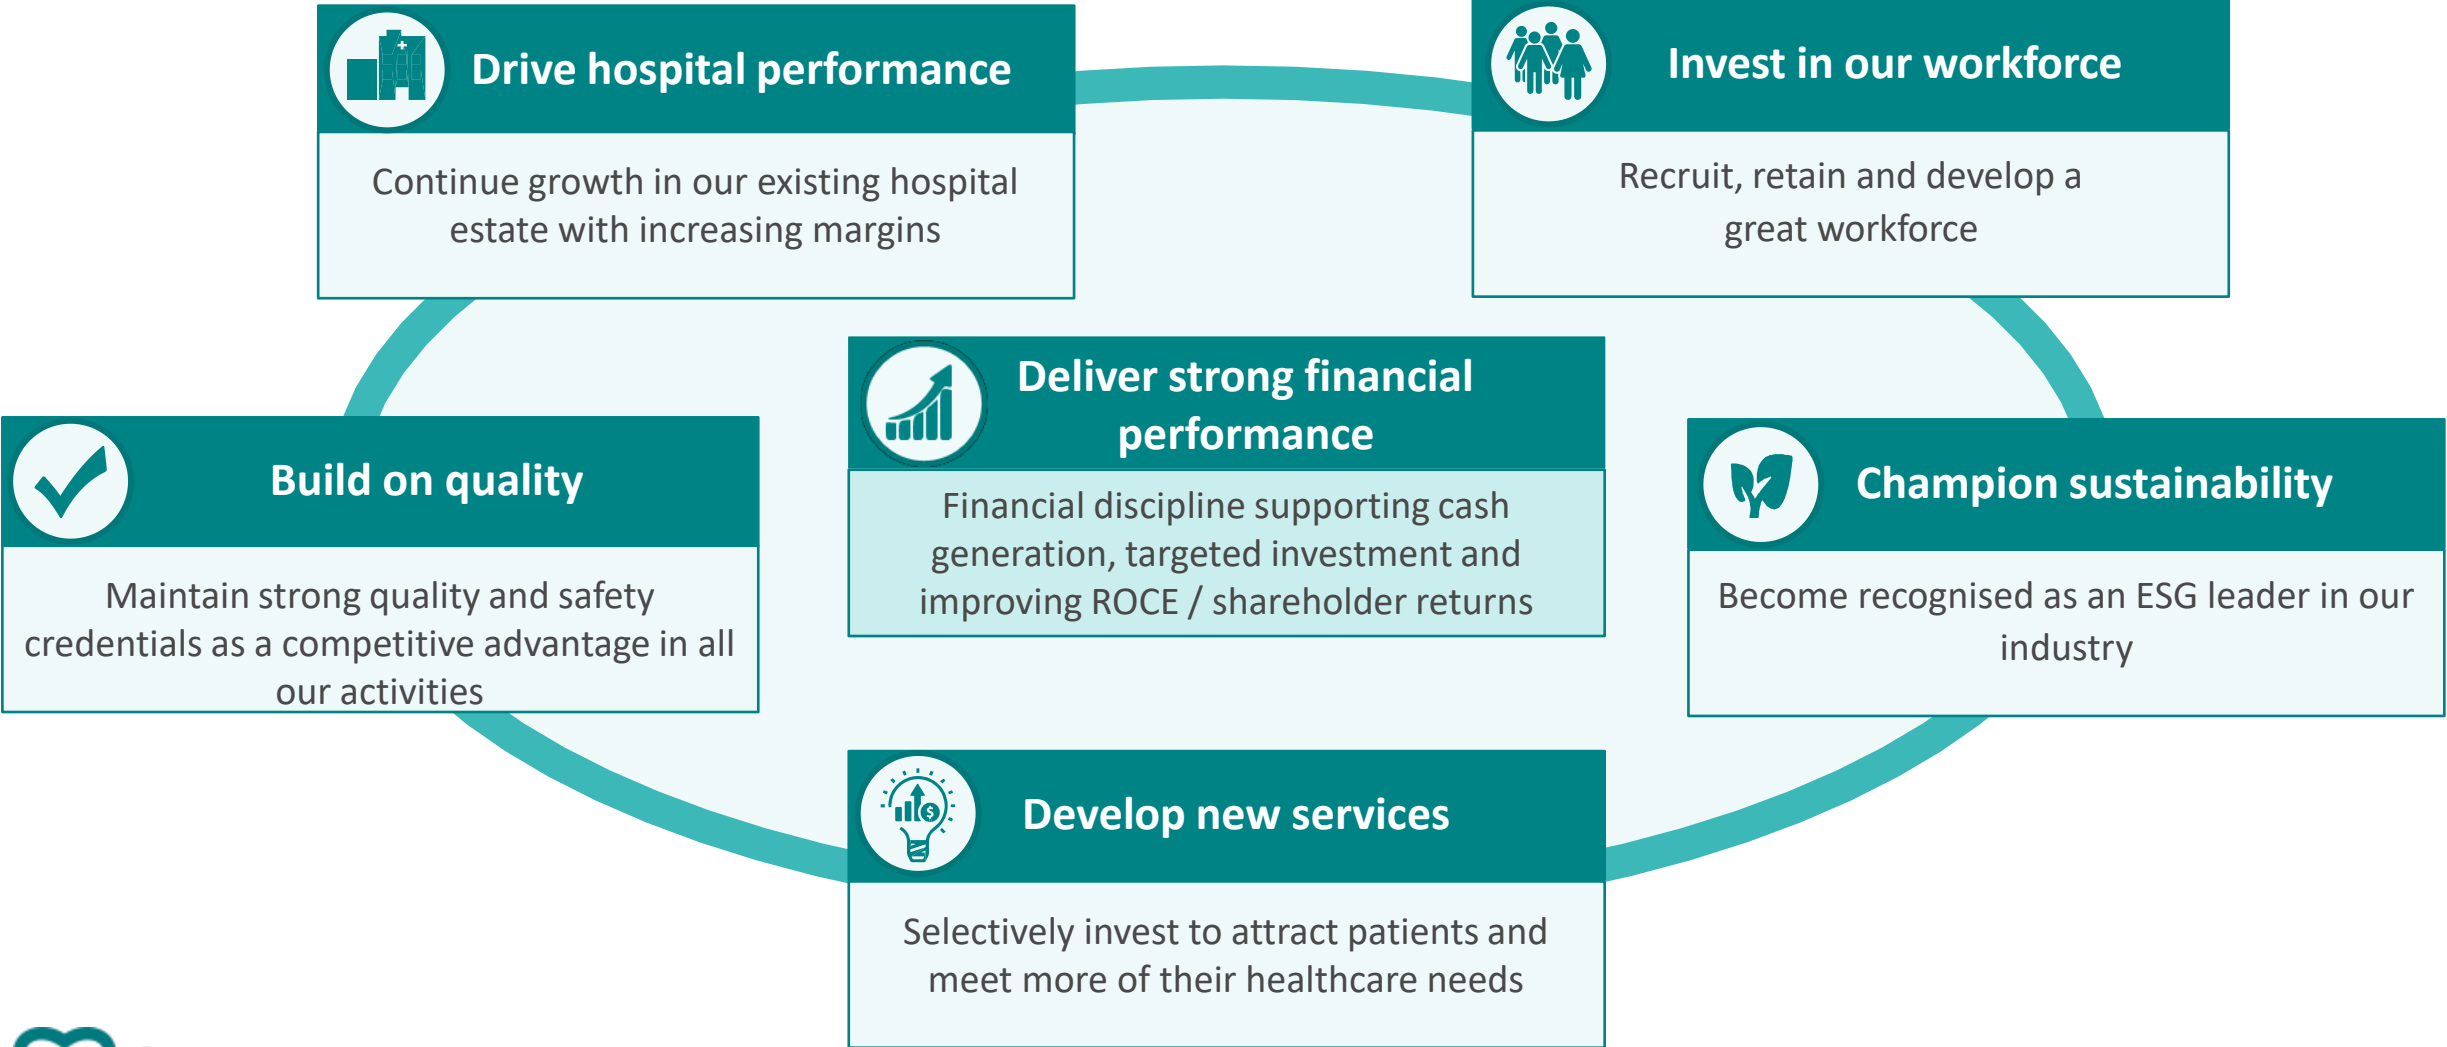 Drive hospital performance
Continue growth in our existing hospital
estate with increasing margins
Invest in our workforce
Recruit, retain and develop a
great workforce
Build on quality
Maintain strong quality and safety
credentials as a competitive advantage in all
our activities
Deliver strong financial
performance
Financial discipline supporting cash
generation, targeted investment and
improving ROCE / shareholder returns
Champion sustainability
Become recognised as an ESG leader in our
industry
Develop new services
$
Selectively invest to attract patients and
meet more of their healthcare needs